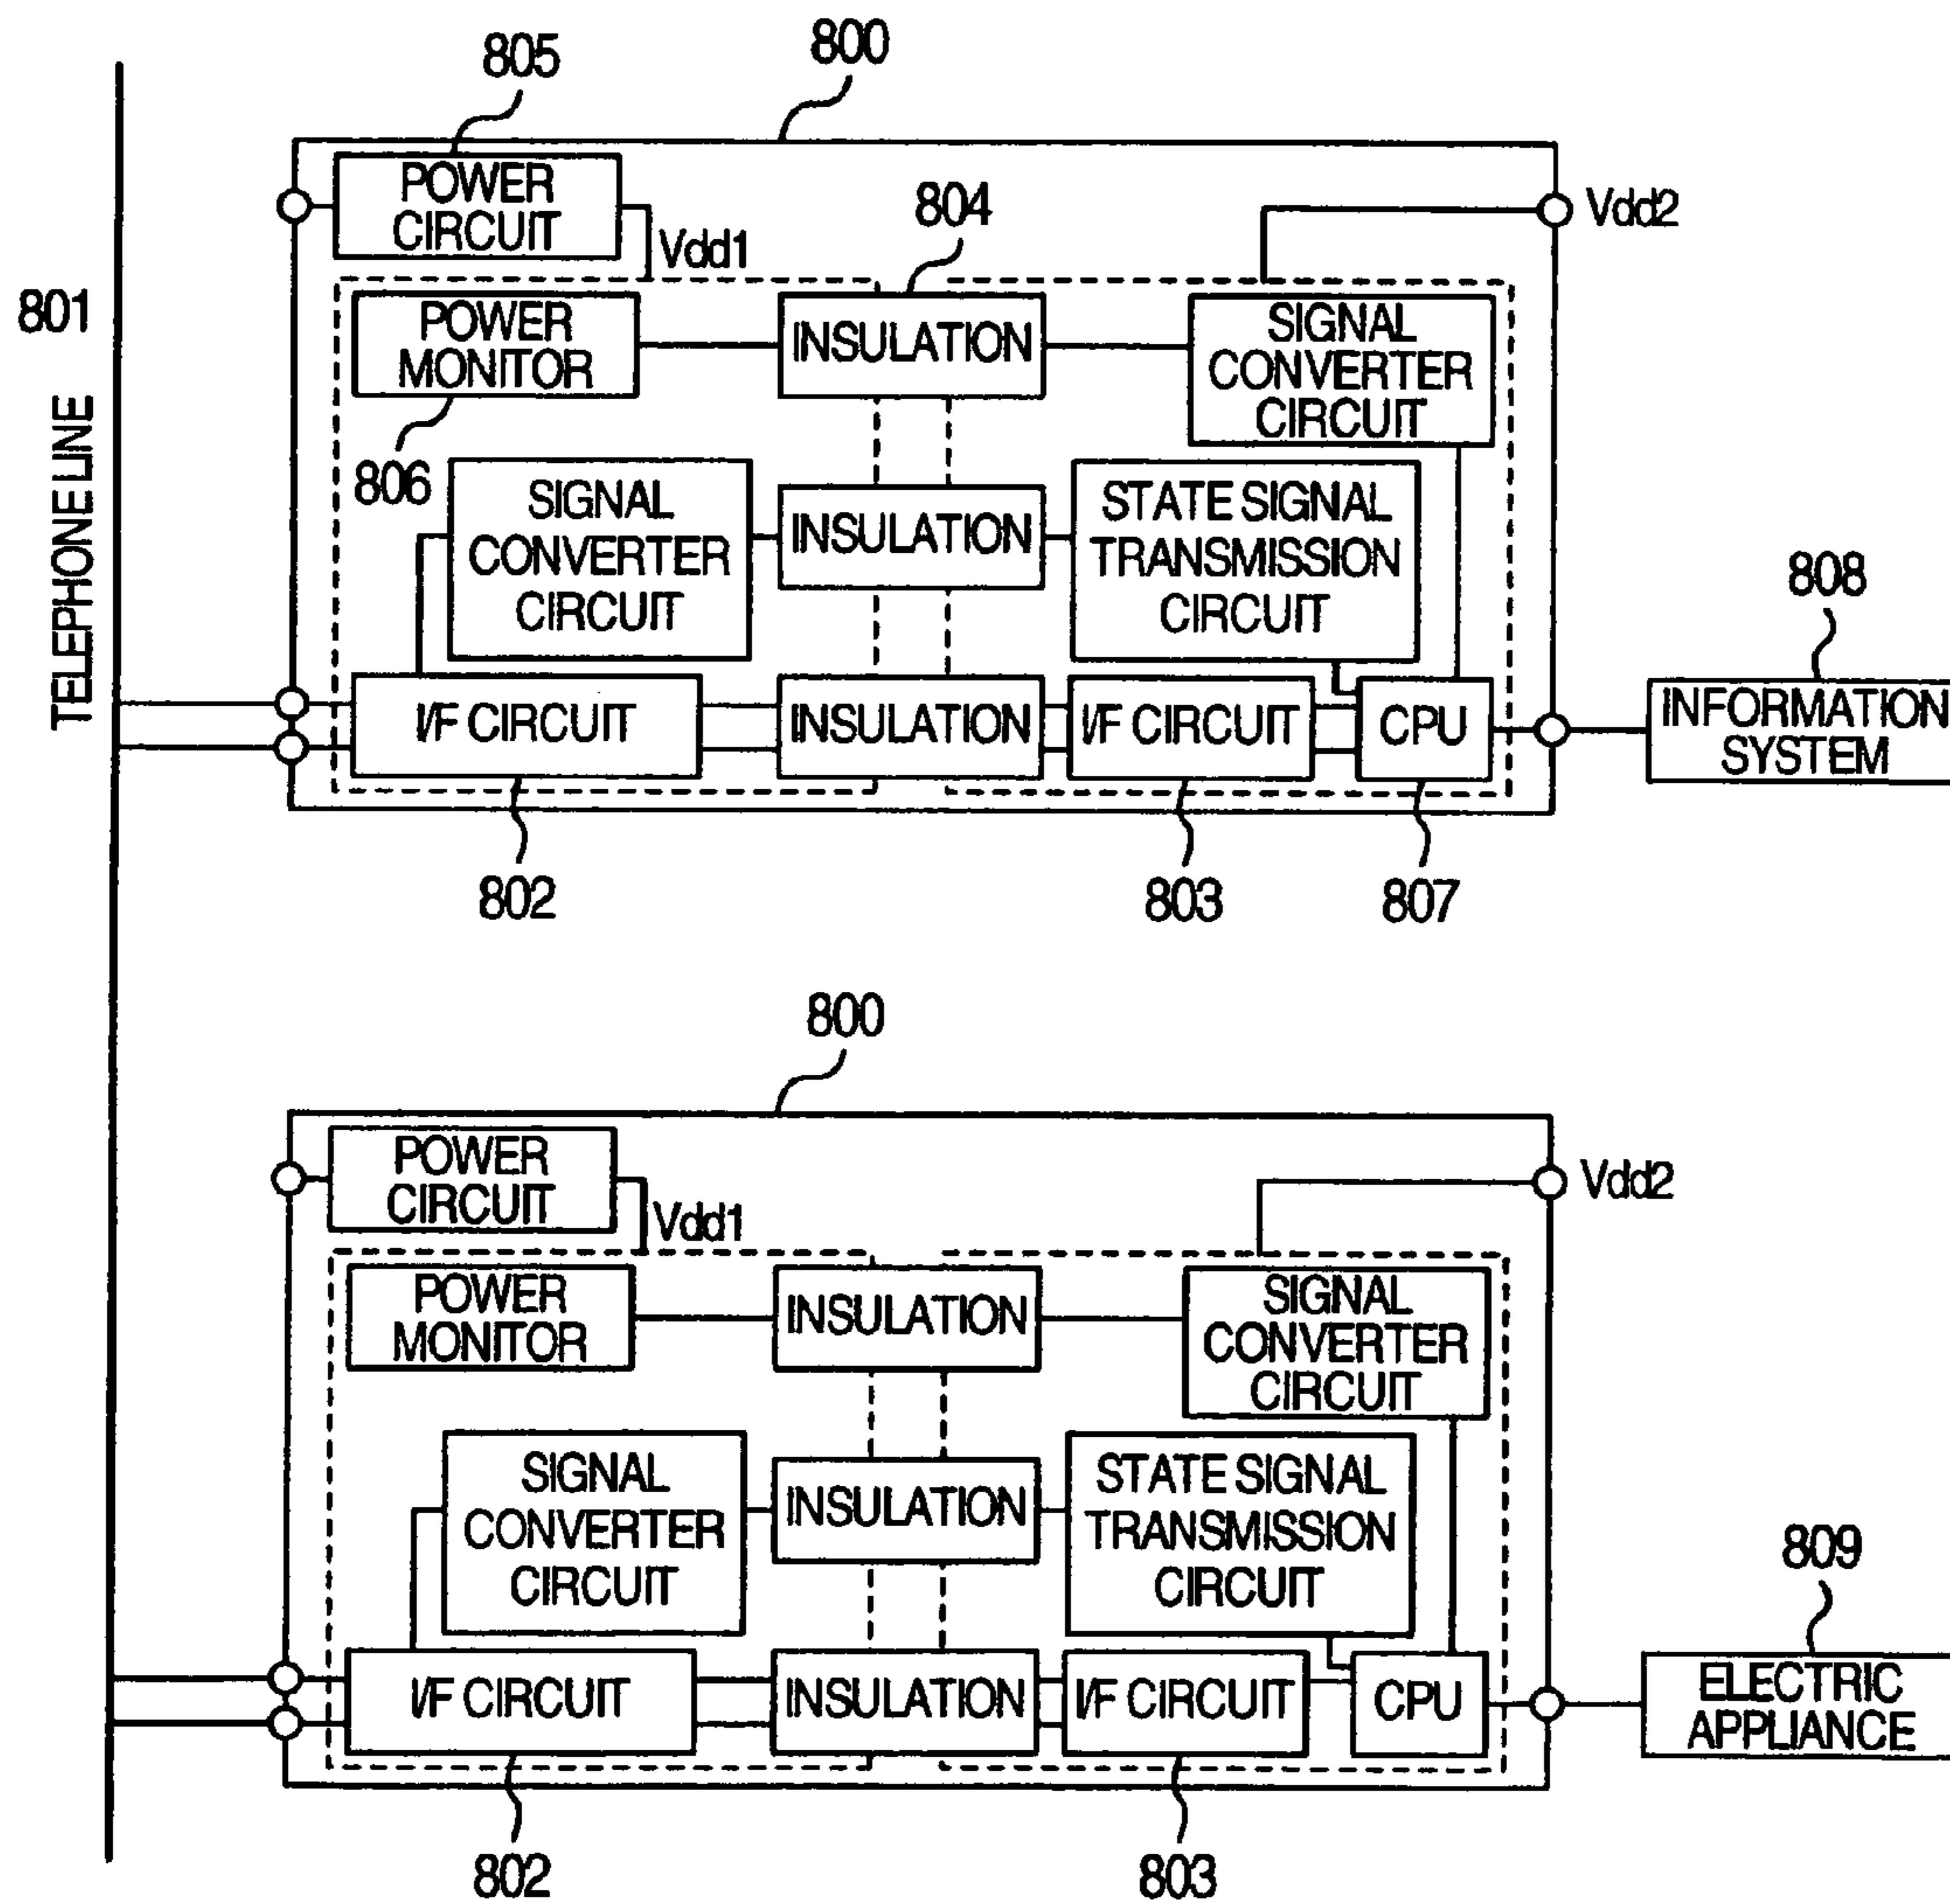 805
800
POWER
CIRCUIT
804
Vdd2
Vdd1
801
TELEPHONE LINE
POWER
MONITOR
INSULATION
SIGNAL
CONVERTER
CIRCUIT
806
SIGNAL
CONVERTER
CIRCUIT
INSULATION
STATE SIGNAL
TRANSMISSION
CIRCUIT
808
I/F CIRCUIT
INSULATION
I/F CIRCUIT
CPU
INFORMATION
SYSTEM
802
803
807
800
POWER
CIRCUIT
Vdd2
Vdd1
POWER
MONITOR
INSULATION
SIGNAL
CONVERTER
CIRCUIT
SIGNAL
CONVERTER
CIRCUIT
INSULATION
STATE SIGNAL
TRANSMISSION
CIRCUIT
809
I/F CIRCUIT
INSULATION
I/F CIRCUIT
CPU
ELECTRIC
APPLIANCE
802
803